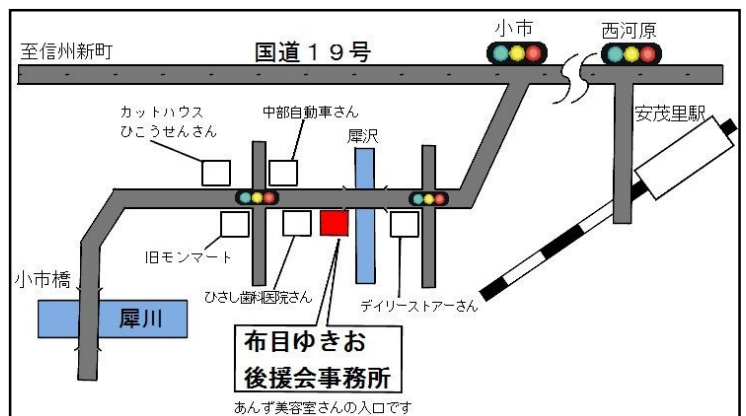 小市
西河原
至信州新町
国道１９号
安茂里駅
カットハウス
ひこうせんさん
中部自動車さん
犀沢
旧モンマート
ひさし歯科医院さん
デイリーストアーさん
小市橋
犀川
布目ゆきお
後援会事務所
あんず美容室さんの入口です